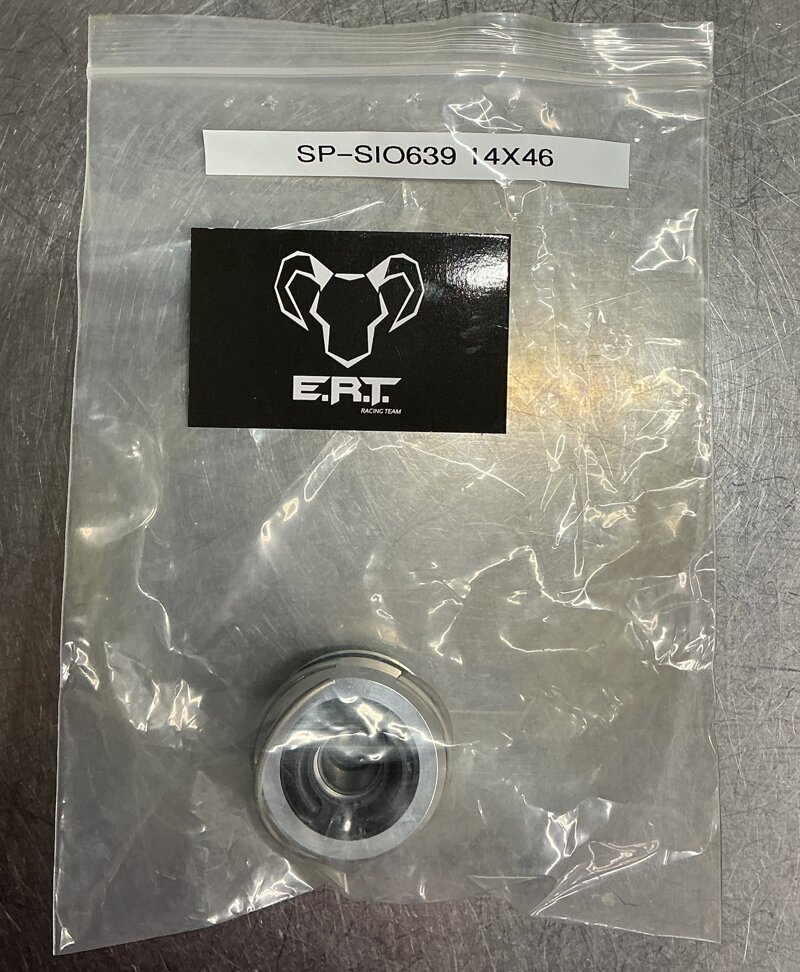 SP-SIO639 14X46
E.R.T.
RACING TEAM